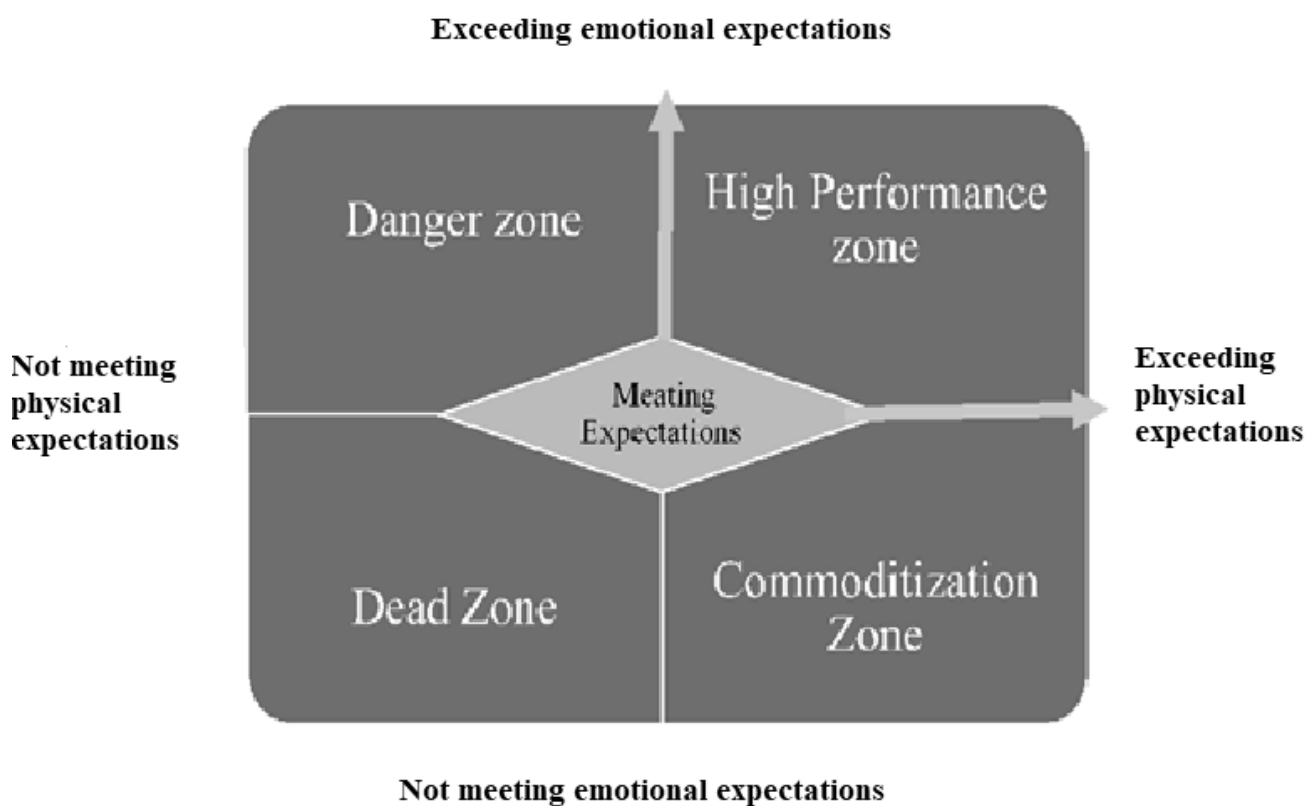 Exceeding emotional expectations
Danger zone
High Performance
zone
Not meeting
physical
expectations
Meating
Expectations
Exceeding
physical
expectations
Dead Zone
Commoditization
Zone
Not meeting emotional expectations